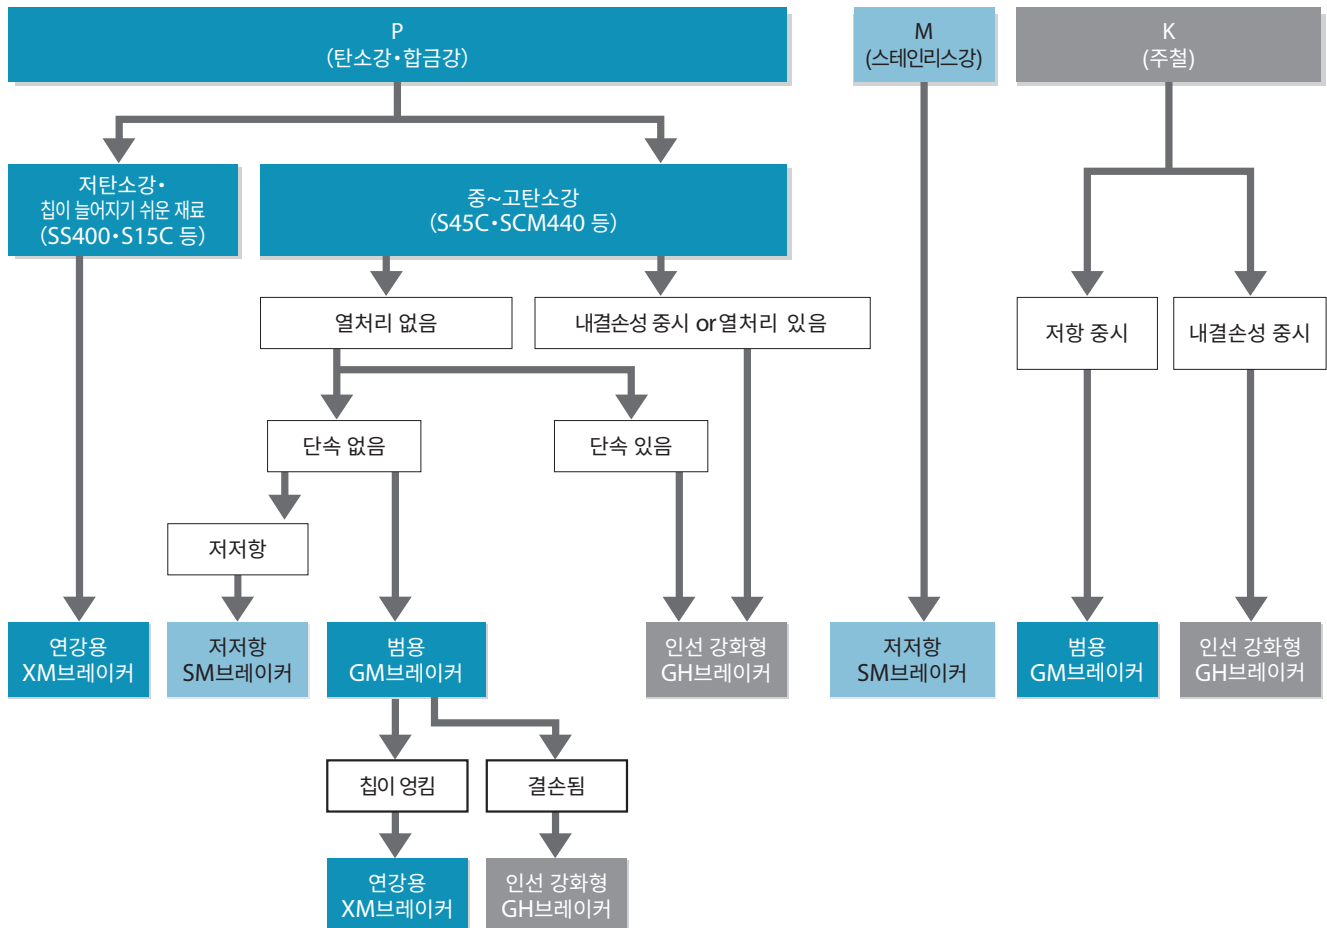 P
(탄소강•합금강)
M
(스테인리스강)
K
(주철)
저탄소강•
칩이 늘어지기 쉬운 재료
(SS400•S15C 등)
중~고탄소강
(S45C•SCM440 등)
열처리 없음
내결손성 중시 or열처리 있음
저항 중시
내결손성 중시
단속 없음
단속 있음
저저항
연강용
XM브레이커
저저항
SM브레이커
범용
GM브레이커
인선 강화형
GH브레이커
저저항
SM브레이커
범용
GM브레이커
인선 강화형
GH브레이커
칩이 엉킴
결손됨
연강용
XM브레이커
인선 강화형
GH브레이커